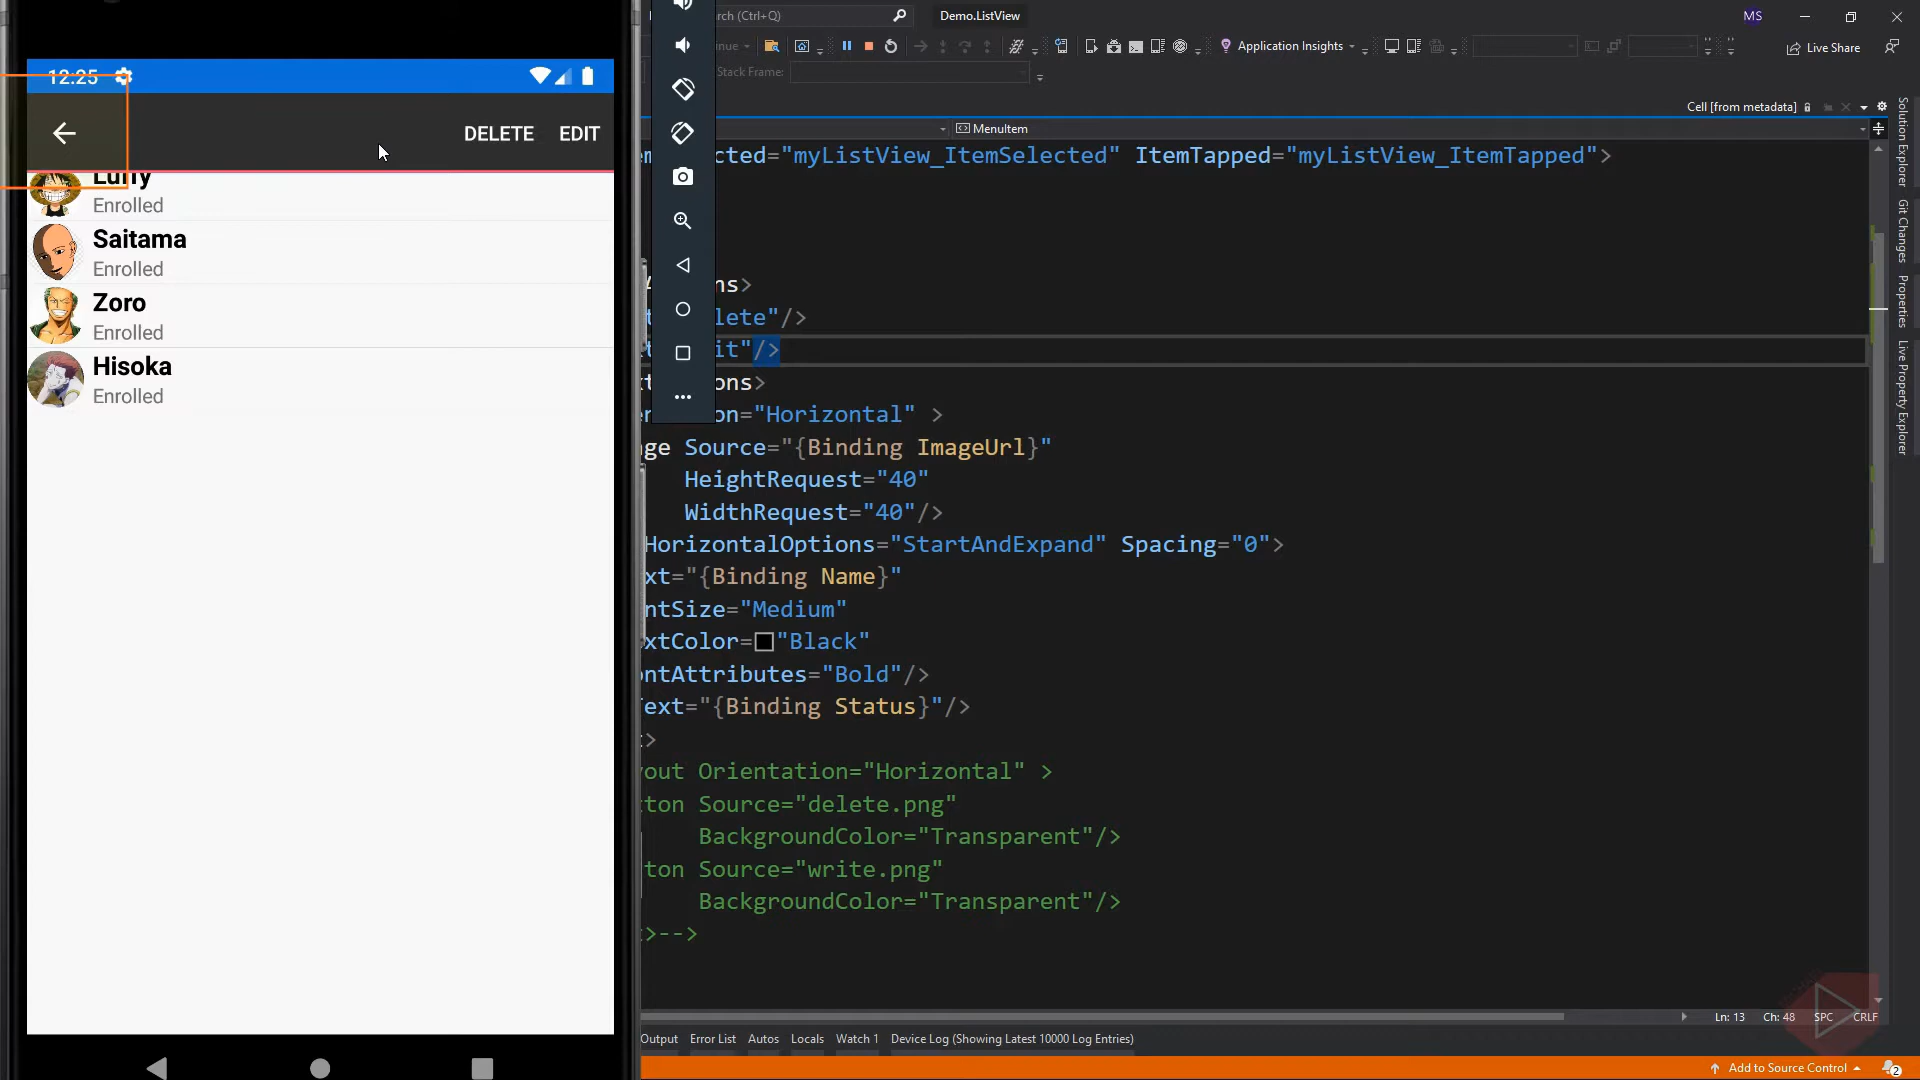 12:25
DELETE
EDIT
Luffy
Enrolled
Saitama
Enrolled
Zoro
Enrolled
Hisoka
Enrolled
rch (Ctrl+Q)
Demo.ListView
MS
nue
Application Insights
Live Share
Stack Frame:
Cell [from metadata]
MenuItem
cted="myListView_ItemSelected" ItemTapped="myListView_ItemTapped">
ns>
lete"/>
it"/>
ons>
on="Horizontal" >
ge Source="{Binding ImageUrl}"
HeightRequest="40"
WidthRequest="40"/>
HorizontalOptions="StartAndExpand" Spacing="0">
xt="{Binding Name}"
ntSize="Medium"
xtColor="Black"
ntAttributes="Bold"/>
ext="{Binding Status}"/>
>
yout Orientation="Horizontal" >
ton Source="delete.png"
BackgroundColor="Transparent"/>
ton Source="write.png"
BackgroundColor="Transparent"/>
>-->
Solution Explorer
Git Changes
Properties
Live Property Explorer
Ln: 13 Ch: 48 SPC CRLF
Output Error List Autos Locals Watch 1 Device Log (Showing Latest 10000 Log Entries)
Add to Source Control
2